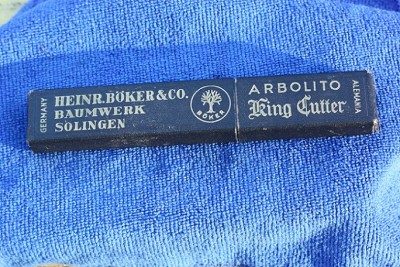 GERMANY
HEINR. BÖKER & CO.
BAUMWERK
SOLINGEN
BÖKER
ARBOLITO
King Cutter
ALEMANIA